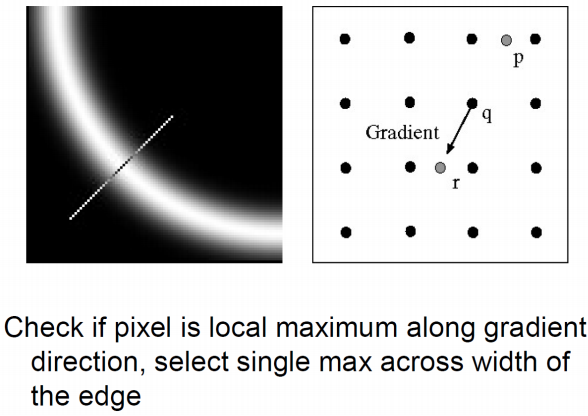 p
q
Gradient
r
Check if pixel is local maximum along gradient
direction, select single max across width of
the edge